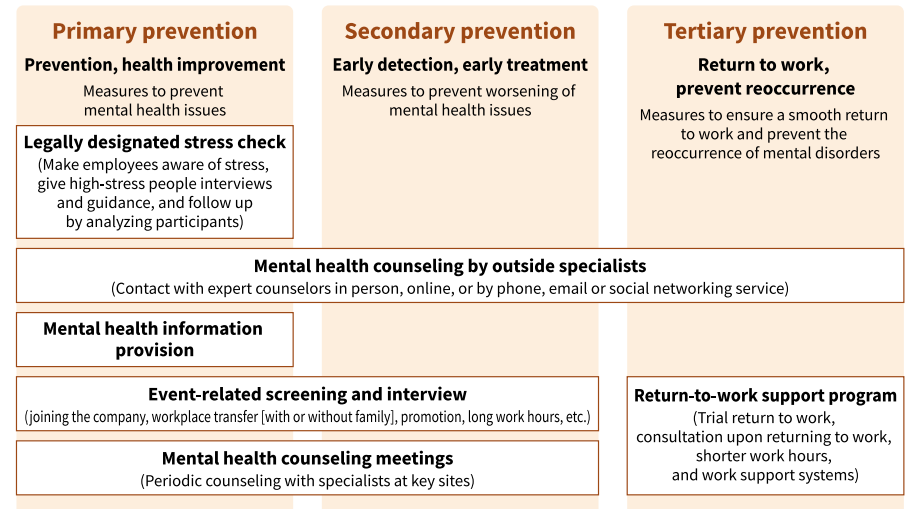 Primary prevention
Prevention, health improvement
Measures to prevent
mental health issues
Secondary prevention
Early detection, early treatment
Measures to prevent worsening of
mental health issues
Tertiary prevention
Return to work,
prevent reoccurrence
Measures to ensure a smooth return
to work and prevent the
reoccurrence of mental disorders
Legally designated stress check
(Make employees aware of stress,
give high-stress people interviews
and guidance, and follow up
by analyzing participants)
Mental health counseling by outside specialists
(Contact with expert counselors in person, online, or by phone, email or social networking service)
Mental health information
provision
Event-related screening and interview
(joining the company, workplace transfer [with or without family], promotion, long work hours, etc.)
Mental health counseling meetings
(Periodic counseling with specialists at key sites)
Return-to-work support program
(Trial return to work,
consultation upon returning to work,
shorter work hours,
and work support systems)